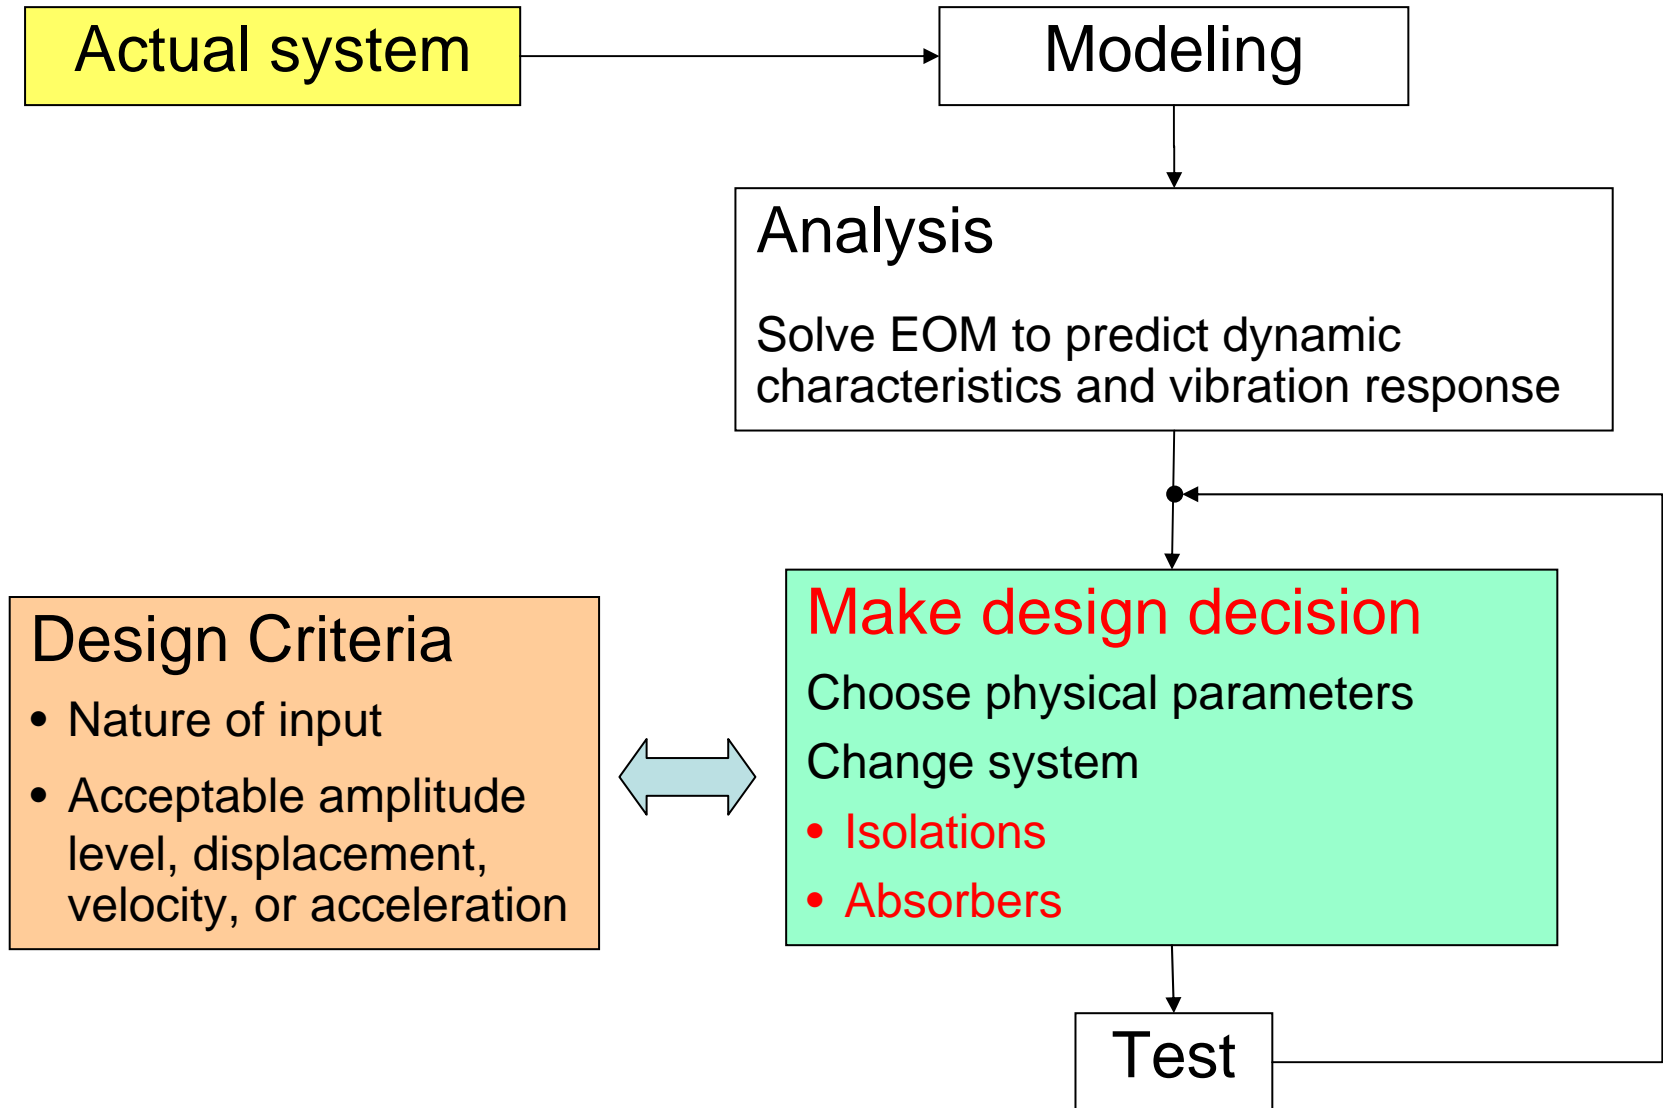 Actual system
Modeling
Analysis
Solve EOM to predict dynamic
characteristics and vibration response
Design Criteria
• Nature of input
• Acceptable amplitude
level, displacement,
velocity, or acceleration
Make design decision
Choose physical parameters
Change system
• Isolations
• Absorbers
Test